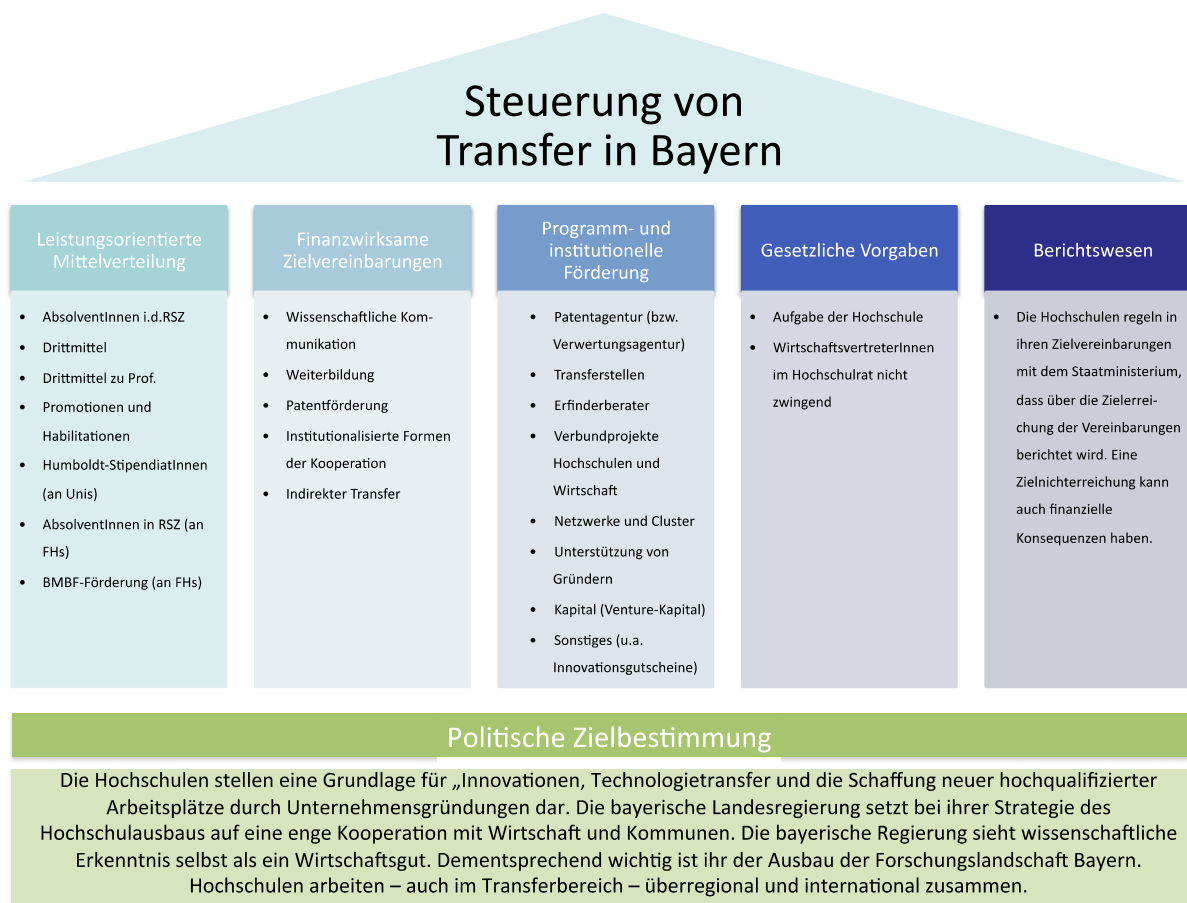 Steuerung von
Transfer in Bayern
Leistungsorientierte
Mittelverteilung
• AbsolventInnen i.d.RSZ
• Drittmittel
• Drittmittel zu Prof.
• Promotionen und
Habilitationen
• Humboldt-StipendiatInnen
(an Unis)
• AbsolventInnen in RSZ (an
FHs)
• BMBF-Förderung (an FHs)
Finanzwirksame
Zielvereinbarungen
• Wissenschaftliche Kom-
munikation
• Weiterbildung
• Patentförderung
• Institutionalisierte Formen
der Kooperation
• Indirekter Transfer
Programm- und
institutionelle
Förderung
• Patentagentur (bzw.
Verwertungsagentur)
• Transferstellen
• Erfinderberater
• Verbundprojekte
Hochschulen und
Wirtschaft
• Netzwerke und Cluster
• Unterstützung von
Gründern
• Kapital (Venture-Kapital)
• Sonstiges (u.a.
Innovationsgutscheine)
Gesetzliche Vorgaben
• Aufgabe der Hochschule
• WirtschaftsvertreterInnen
im Hochschulrat nicht
zwingend
Berichtswesen
• Die Hochschulen regeln in
ihren Zielvereinbarungen
mit dem Staatministerium,
dass über die Zielerrei-
chung der Vereinbarungen
berichtet wird. Eine
Zielnichterreichung kann
auch finanzielle
Konsequenzen haben.
Politische Zielbestimmung
Die Hochschulen stellen eine Grundlage für „Innovationen, Technologietransfer und die Schaffung neuer hochqualifizierter
Arbeitsplätze durch Unternehmensgründungen dar. Die bayerische Landesregierung setzt bei ihrer Strategie des
Hochschulausbaus auf eine enge Kooperation mit Wirtschaft und Kommunen. Die bayerische Regierung sieht wissenschaftliche
Erkenntnis selbst als ein Wirtschaftsgut. Dementsprechend wichtig ist ihr der Ausbau der Forschungslandschaft Bayern.
Hochschulen arbeiten – auch im Transferbereich – überregional und international zusammen.